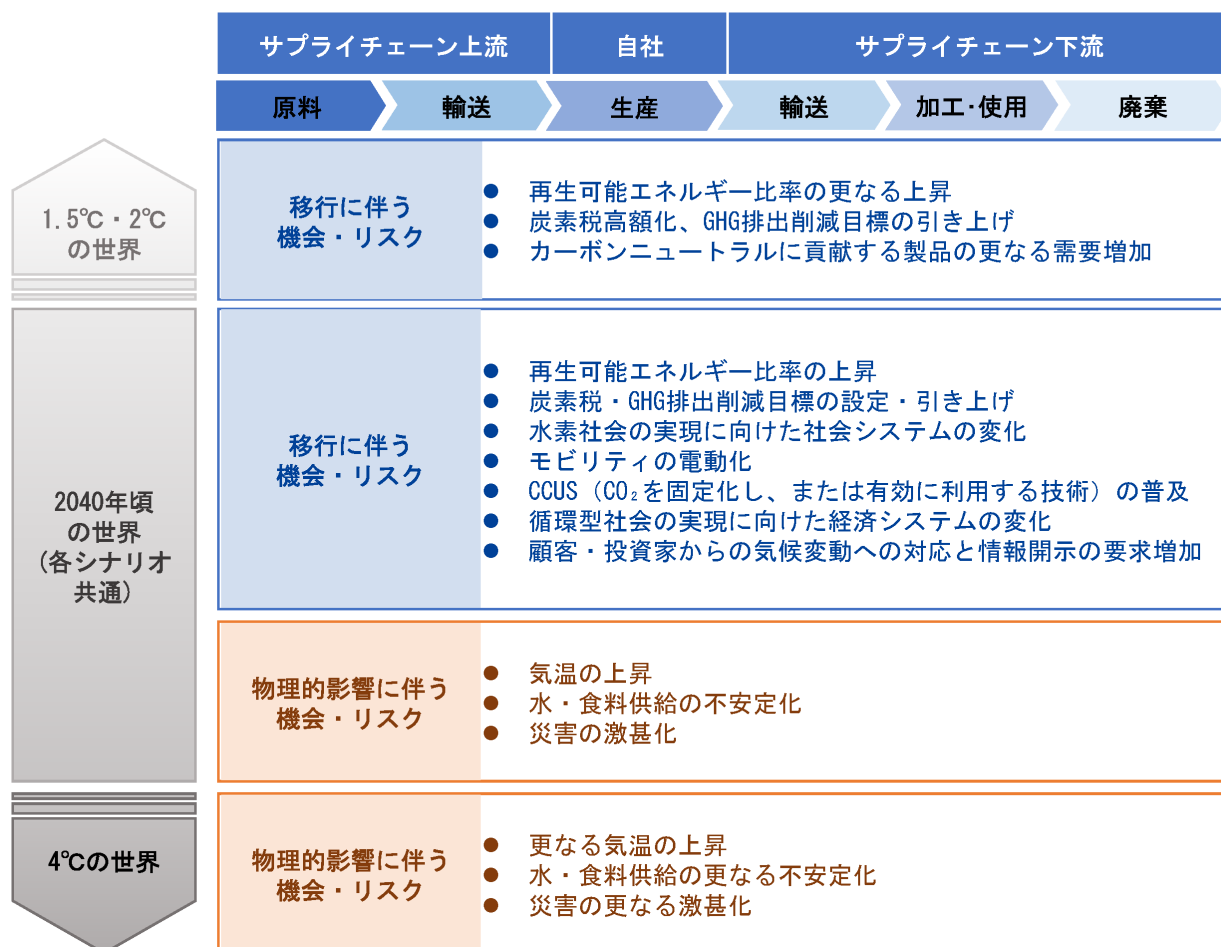 サプライチェーン上流
自社
サプライチェーン下流
原料
輸送
生産
輸送
加工・使用
廃棄
1.5℃・2℃
の世界
移行に伴う
機会・リスク
● 再生可能エネルギー比率の更なる上昇
● 炭素税高額化、GHG排出削減目標の引き上げ
● カーボンニュートラルに貢献する製品の更なる需要増加
2040年頃
の世界
(各シナリオ
共通)
移行に伴う
機会・リスク
● 再生可能エネルギー比率の上昇
● 炭素税・GHG排出削減目標の設定・引き上げ
● 水素社会の実現に向けた社会システムの変化
● モビリティの電動化
● CCUS（CO₂を固定化し、または有効に利用する技術）の普及
● 循環型社会の実現に向けた経済システムの変化
● 顧客・投資家からの気候変動への対応と情報開示の要求増加
物理的影響に伴う
機会・リスク
● 気温の上昇
● 水・食料供給の不安定化
● 災害の激甚化
4℃の世界
物理的影響に伴う
機会・リスク
● 更なる気温の上昇
● 水・食料供給の更なる不安定化
● 災害の更なる激甚化